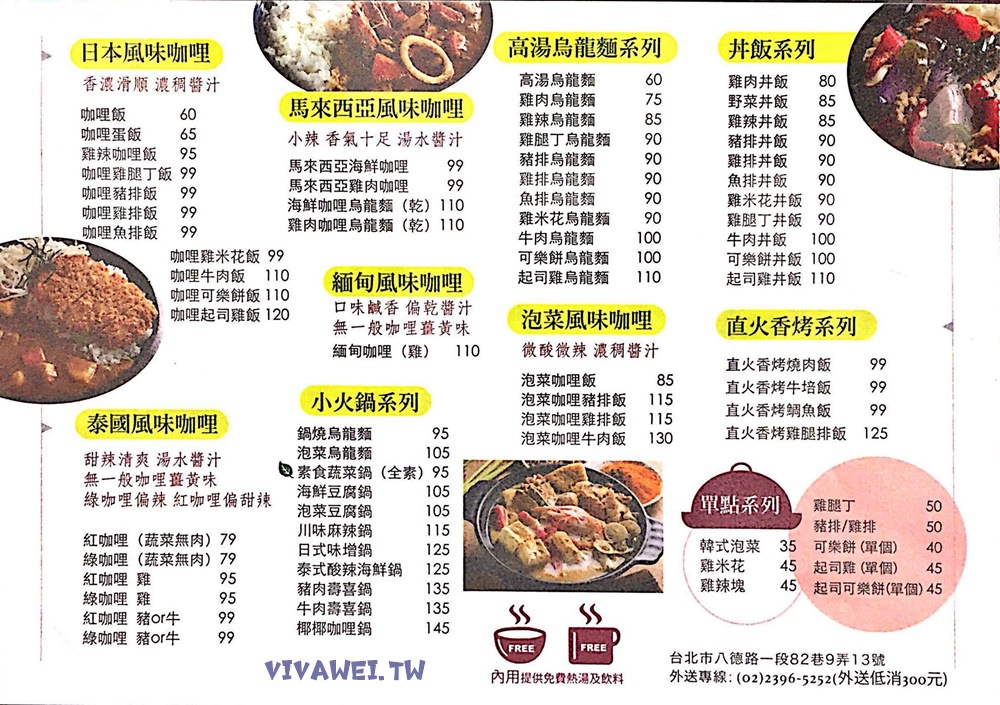 日本風味咖哩
香濃滑順 濃稠醬汁
咖哩飯 60
咖哩蛋飯 65
雞辣咖哩飯 95
咖哩雞腿丁飯 99
咖哩豬排飯 99
咖哩雞排飯 99
咖哩魚排飯 99
咖哩雞米花飯 99
咖哩牛肉飯 110
咖哩可樂餅飯 110
咖哩起司雞飯 120
泰國風味咖哩
甜辣清爽 湯水醬汁
無一般咖哩薑黃味
綠咖哩偏辣 紅咖哩偏甜辣
紅咖哩（蔬菜無肉）79
綠咖哩（蔬菜無肉）79
紅咖哩 雞 95
綠咖哩 雞 95
紅咖哩 豬or牛 99
綠咖哩 豬or牛 99
馬來西亞風味咖哩
小辣 香氣十足 湯水醬汁
馬來西亞海鮮咖哩 99
馬來西亞雞肉咖哩 99
海鮮咖哩烏龍麵（乾）110
雞肉咖哩烏龍麵（乾）110
緬甸風味咖哩
口味鹹香 偏乾醬汁
無一般咖哩薑黃味
緬甸咖哩（雞） 110
小火鍋系列
鍋燒烏龍麵 95
泡菜烏龍麵 105
素食蔬菜鍋（全素）95
海鮮豆腐鍋 105
泡菜豆腐鍋 105
川味麻辣鍋 115
日式味增鍋 125
泰式酸辣海鮮鍋 125
豬肉壽喜鍋 135
牛肉壽喜鍋 135
椰椰咖哩鍋 145
高湯烏龍麵系列
高湯烏龍麵 60
雞肉烏龍麵 75
雞辣烏龍麵 85
雞腿丁烏龍麵 90
豬排烏龍麵 90
雞排烏龍麵 90
魚排烏龍麵 90
雞米花烏龍麵 90
牛肉烏龍麵 100
可樂餅烏龍麵 100
起司雞烏龍麵 110
泡菜風味咖哩
微酸微辣 濃稠醬汁
泡菜咖哩飯 85
泡菜咖哩豬排飯 115
泡菜咖哩雞排飯 115
泡菜咖哩牛肉飯 130
丼飯系列
雞肉丼飯 80
野菜丼飯 85
雞辣丼飯 85
豬排丼飯 90
雞排丼飯 90
魚排丼飯 90
雞米花丼飯 90
雞腿丁丼飯 90
牛肉丼飯 100
可樂餅丼飯 100
起司雞丼飯 110
直火香烤系列
直火香烤燒肉飯 99
直火香烤牛培飯 99
直火香烤鯛魚飯 99
直火香烤雞腿排飯 125
單點系列
韓式泡菜 35
雞米花 45
雞辣塊 45
雞腿丁 50
豬排/雞排 50
可樂餅(單個) 40
起司雞(單個) 45
起司可樂餅(單個) 45
FREE FREE
內用提供免費熱湯及飲料
台北市八德路一段82巷9弄13號
外送專線: (02)2396-5252(外送低消300元)
VIVAWEI.TW